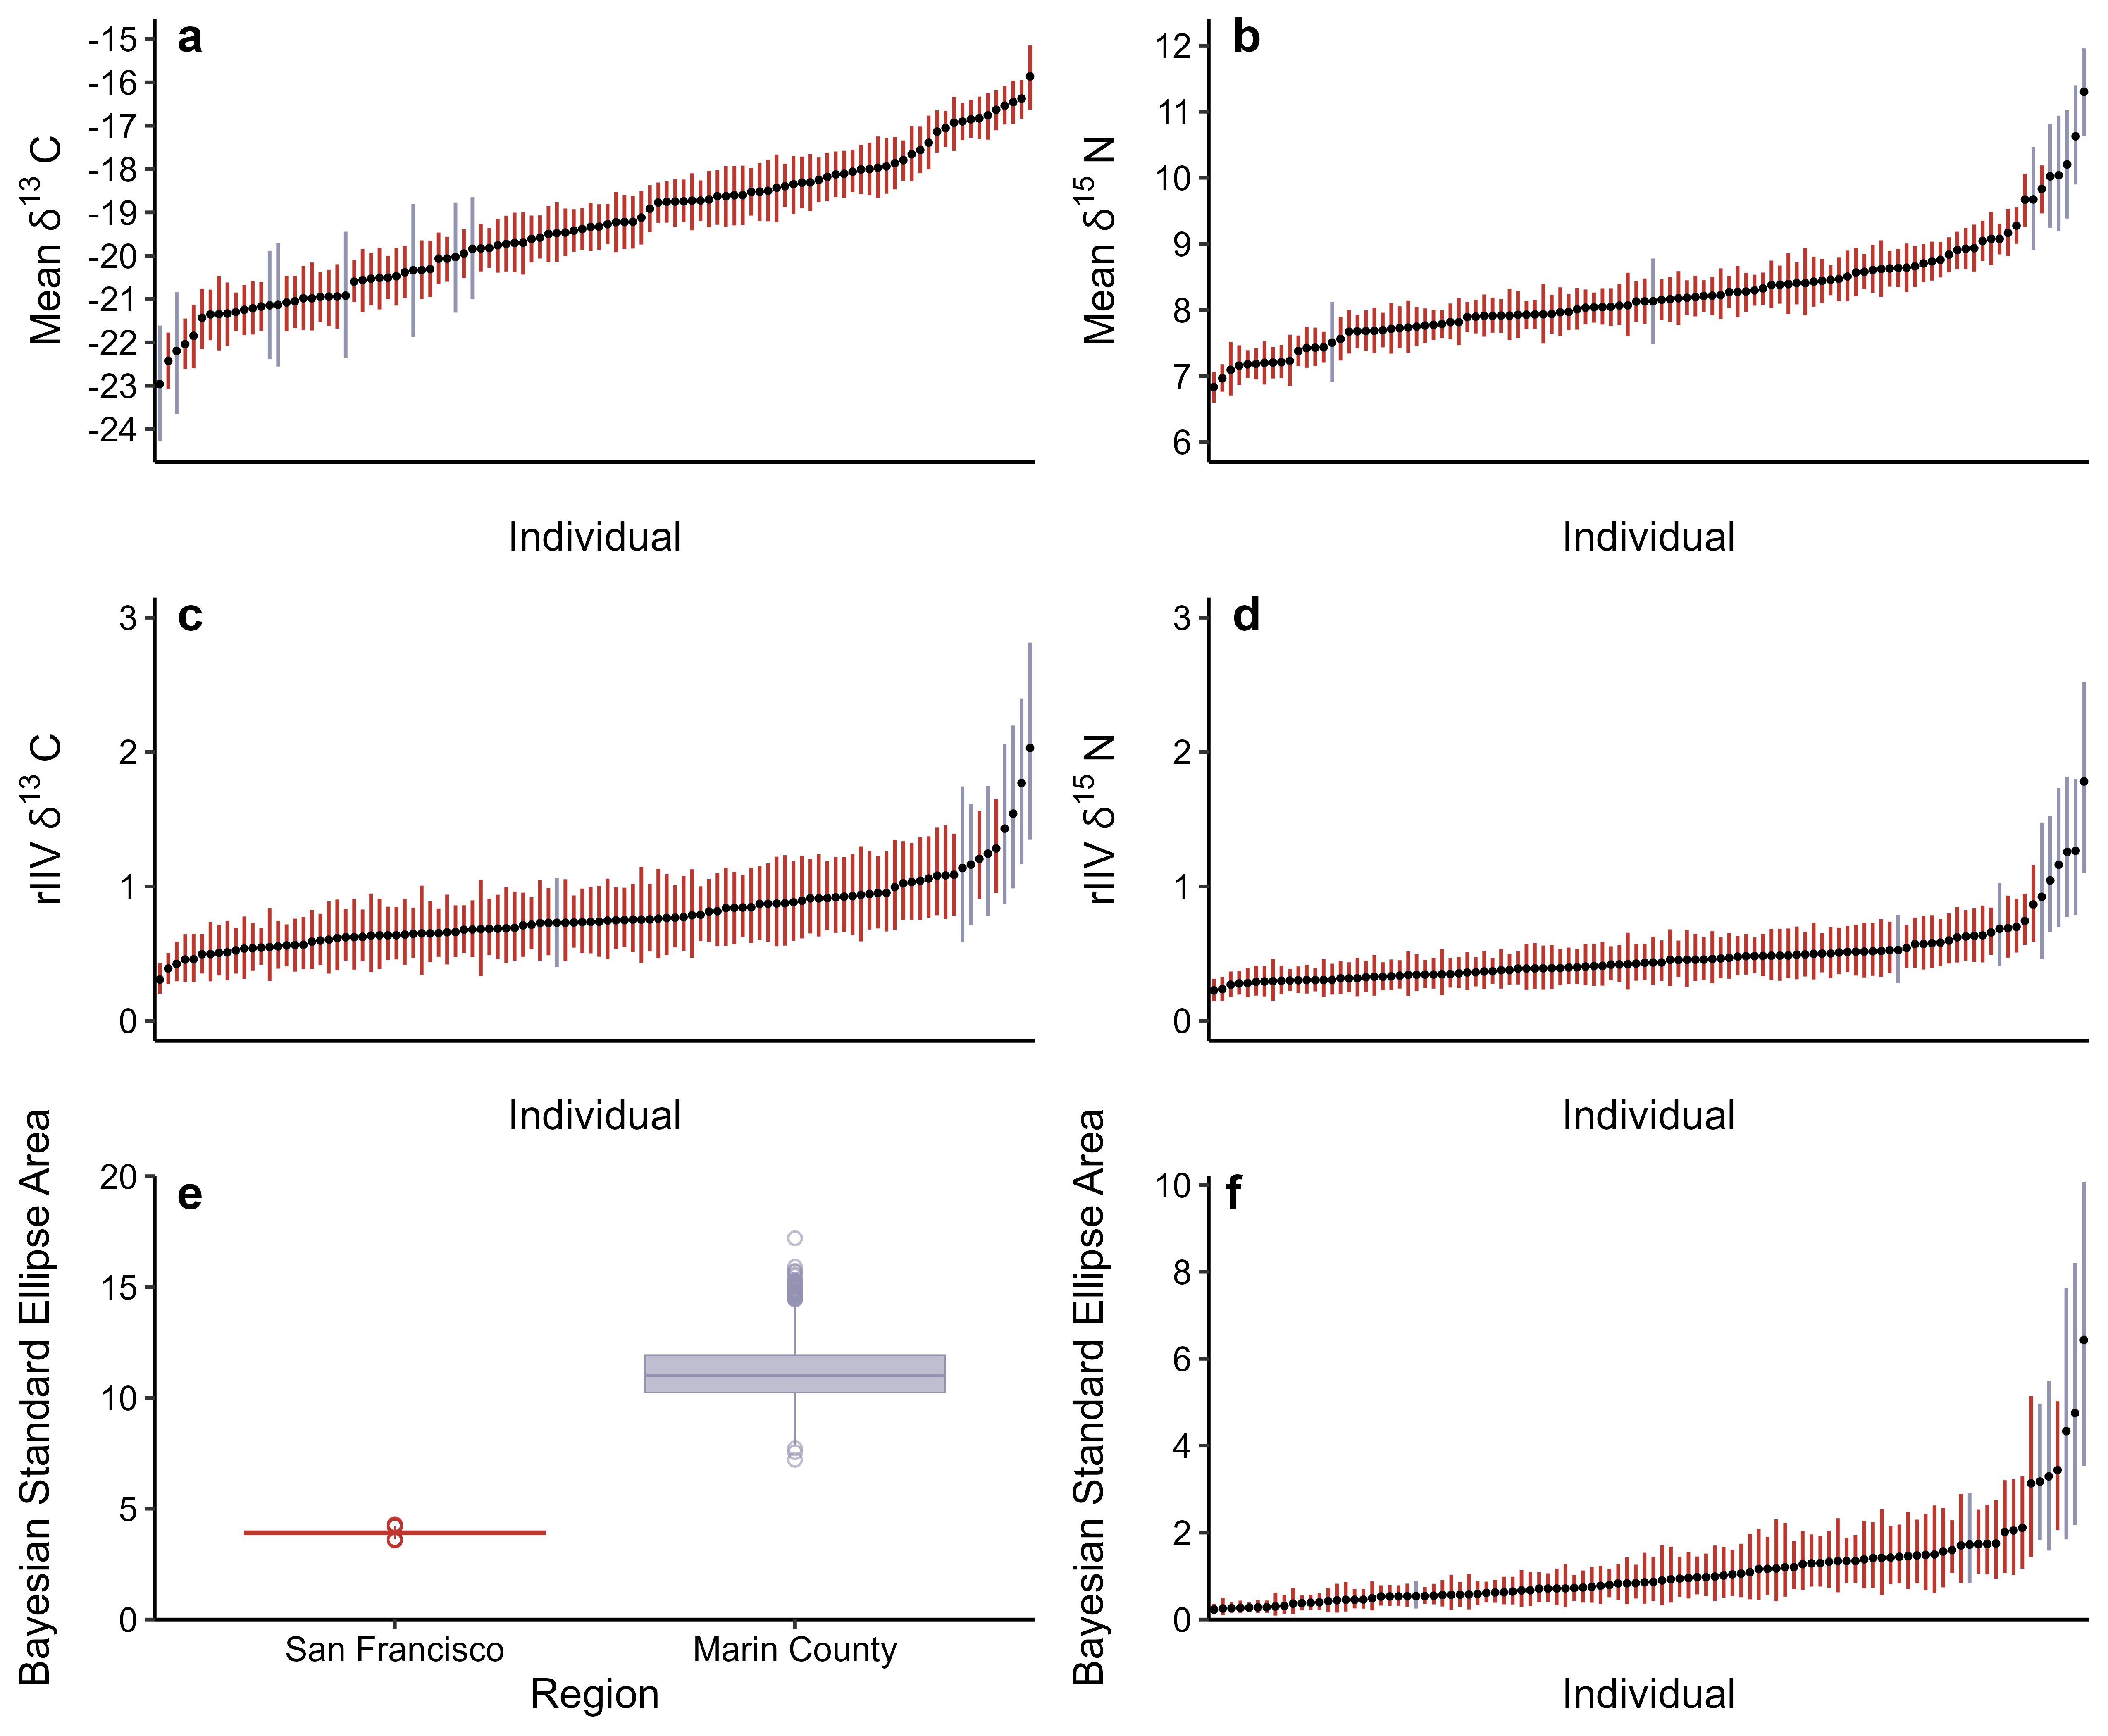 a
Mean δ13 C
-15
-16
-17
-18
-19
-20
-21
-22
-23
-24
Individual
b
Mean δ15 N
12
11
10
9
8
7
6
Individual
c
rIIV δ13 C
3
2
1
0
Individual
d
rIIV δ15 N
3
2
1
0
Individual
e
Bayesian Standard Ellipse Area
20
15
10
5
0
San Francisco
Marin County
Region
f
Bayesian Standard Ellipse Area
10
8
6
4
2
0
Individual